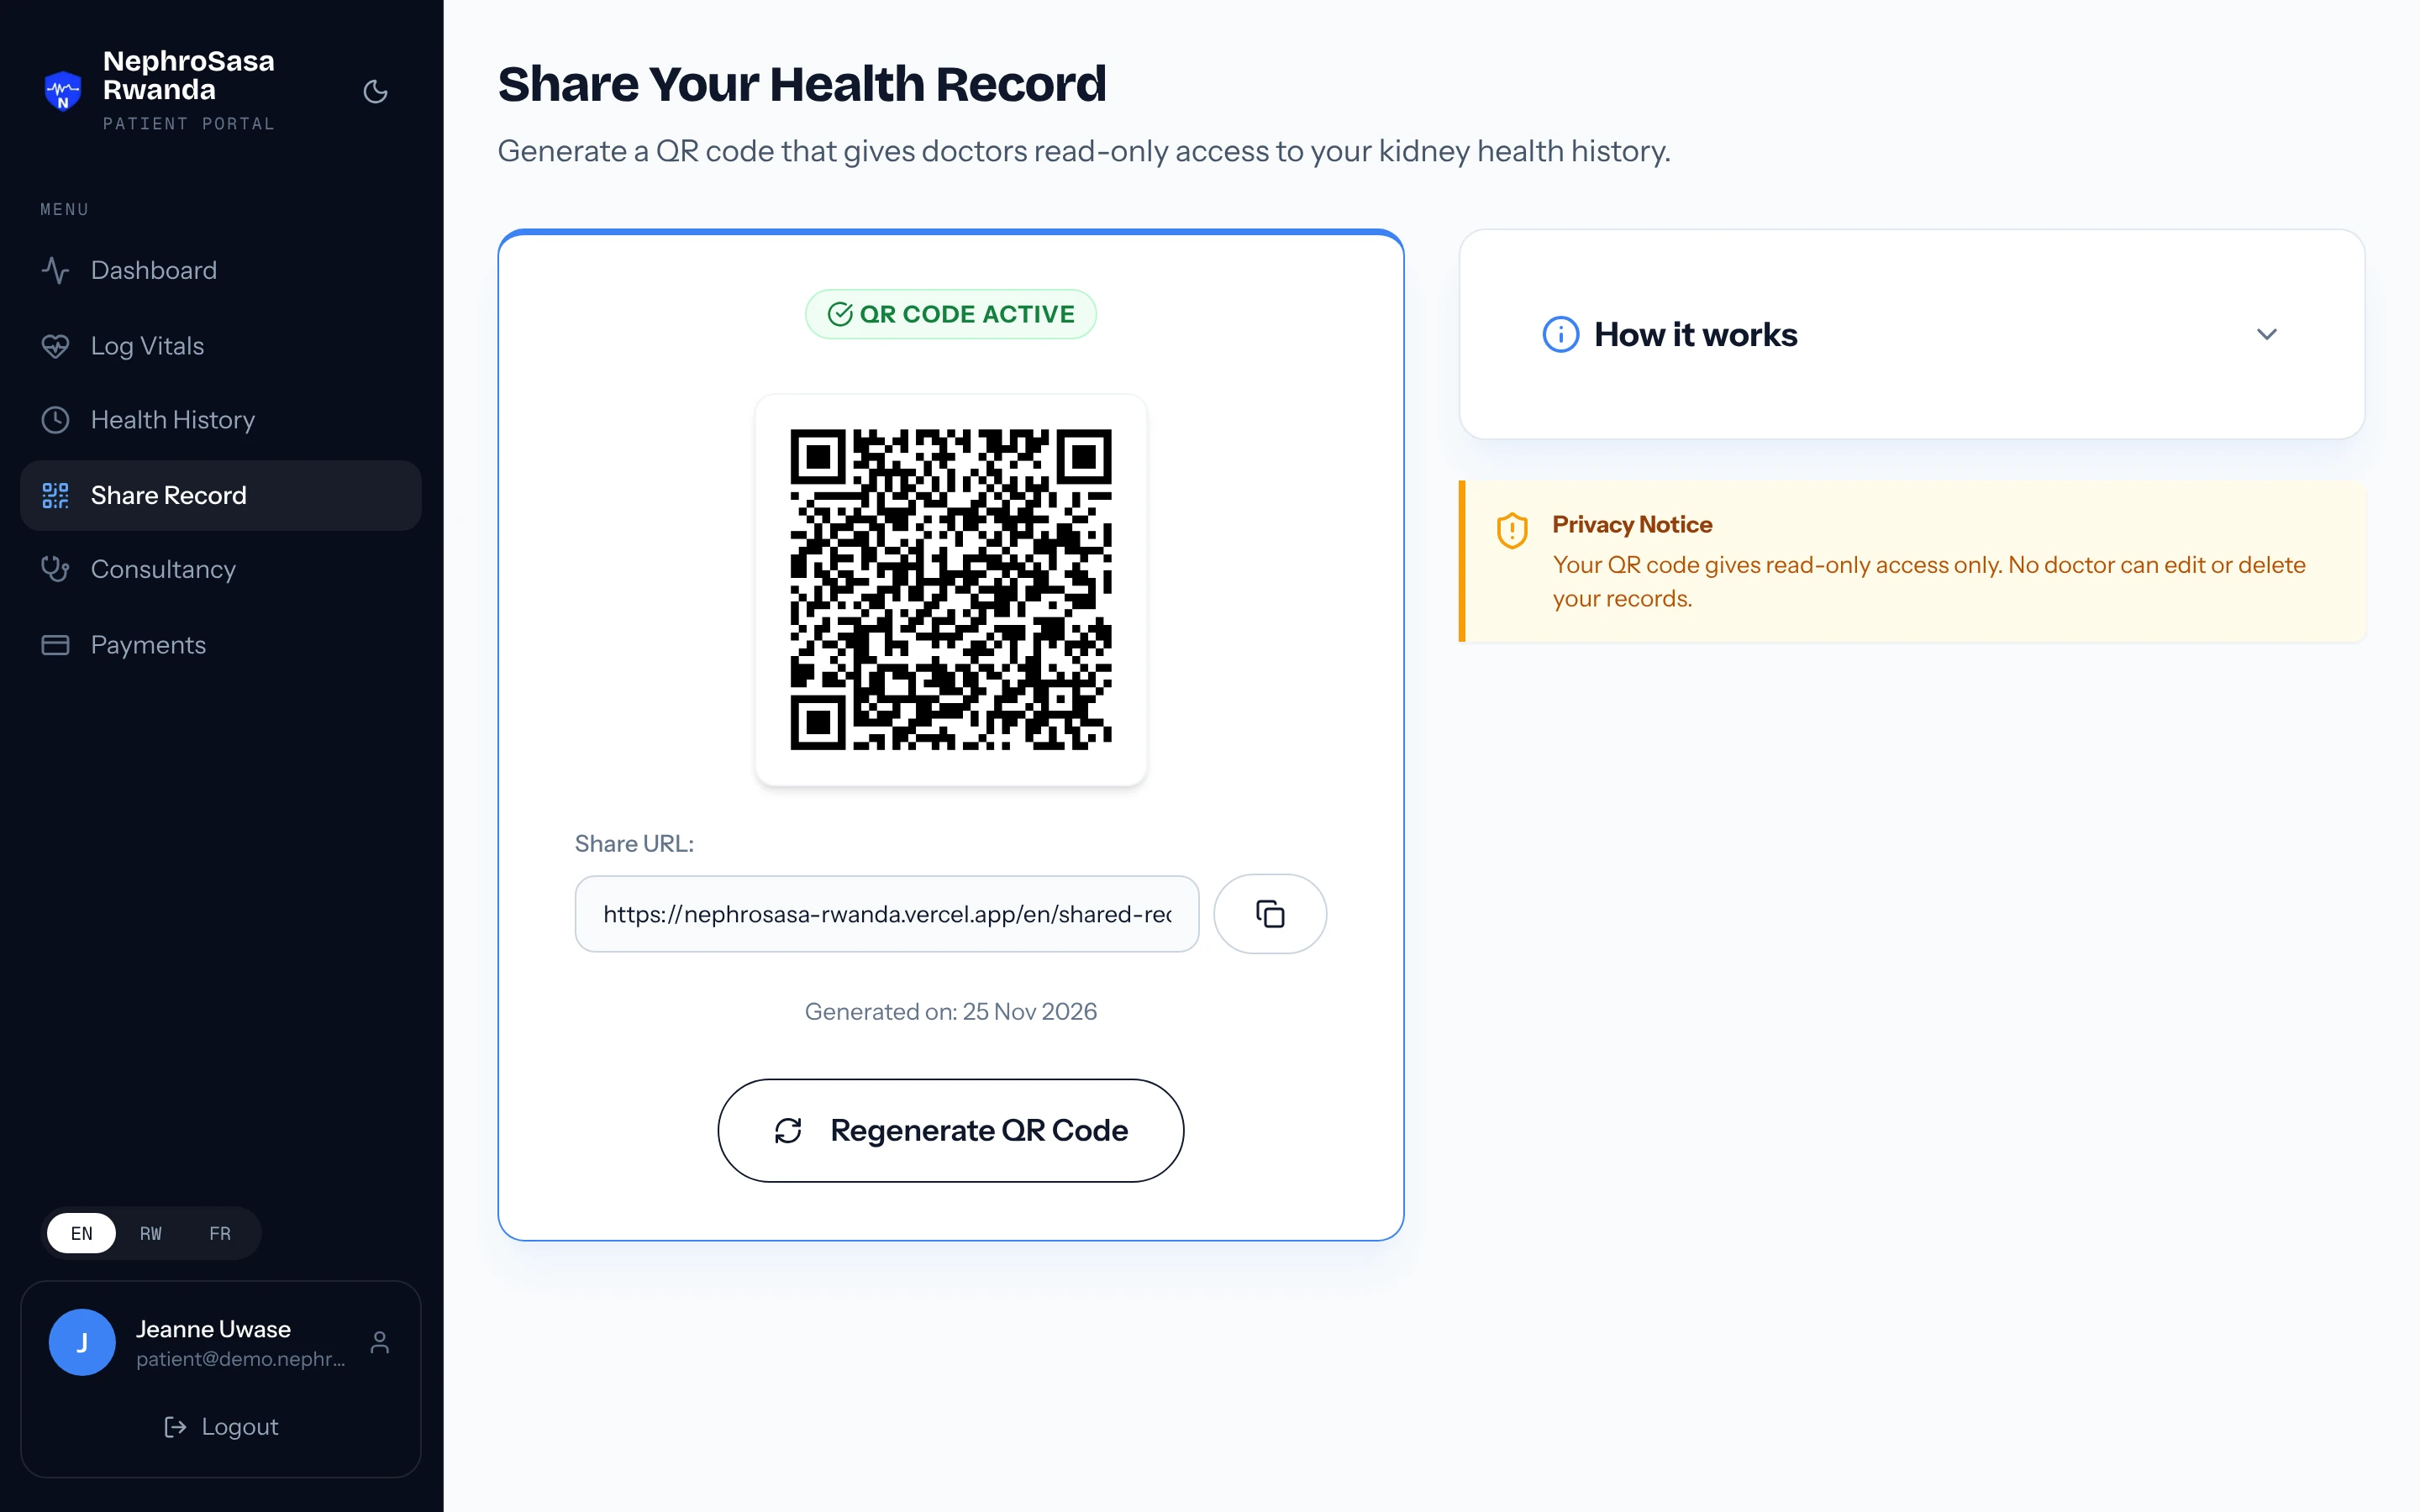 NephroSasa
Rwanda
PATIENT PORTAL
MENU
Dashboard
Log Vitals
Health History
Share Record
Consultancy
Payments
EN RW FR
J
Jeanne Uwase
patient@demo.nephr...
Logout
Share Your Health Record
Generate a QR code that gives doctors read-only access to your kidney health history.
QR CODE ACTIVE
Share URL:
https://nephrosasa-rwanda.vercel.app/en/shared-rec
Generated on: 25 Nov 2026
Regenerate QR Code
How it works
Privacy Notice
Your QR code gives read-only access only. No doctor can edit or delete
your records.